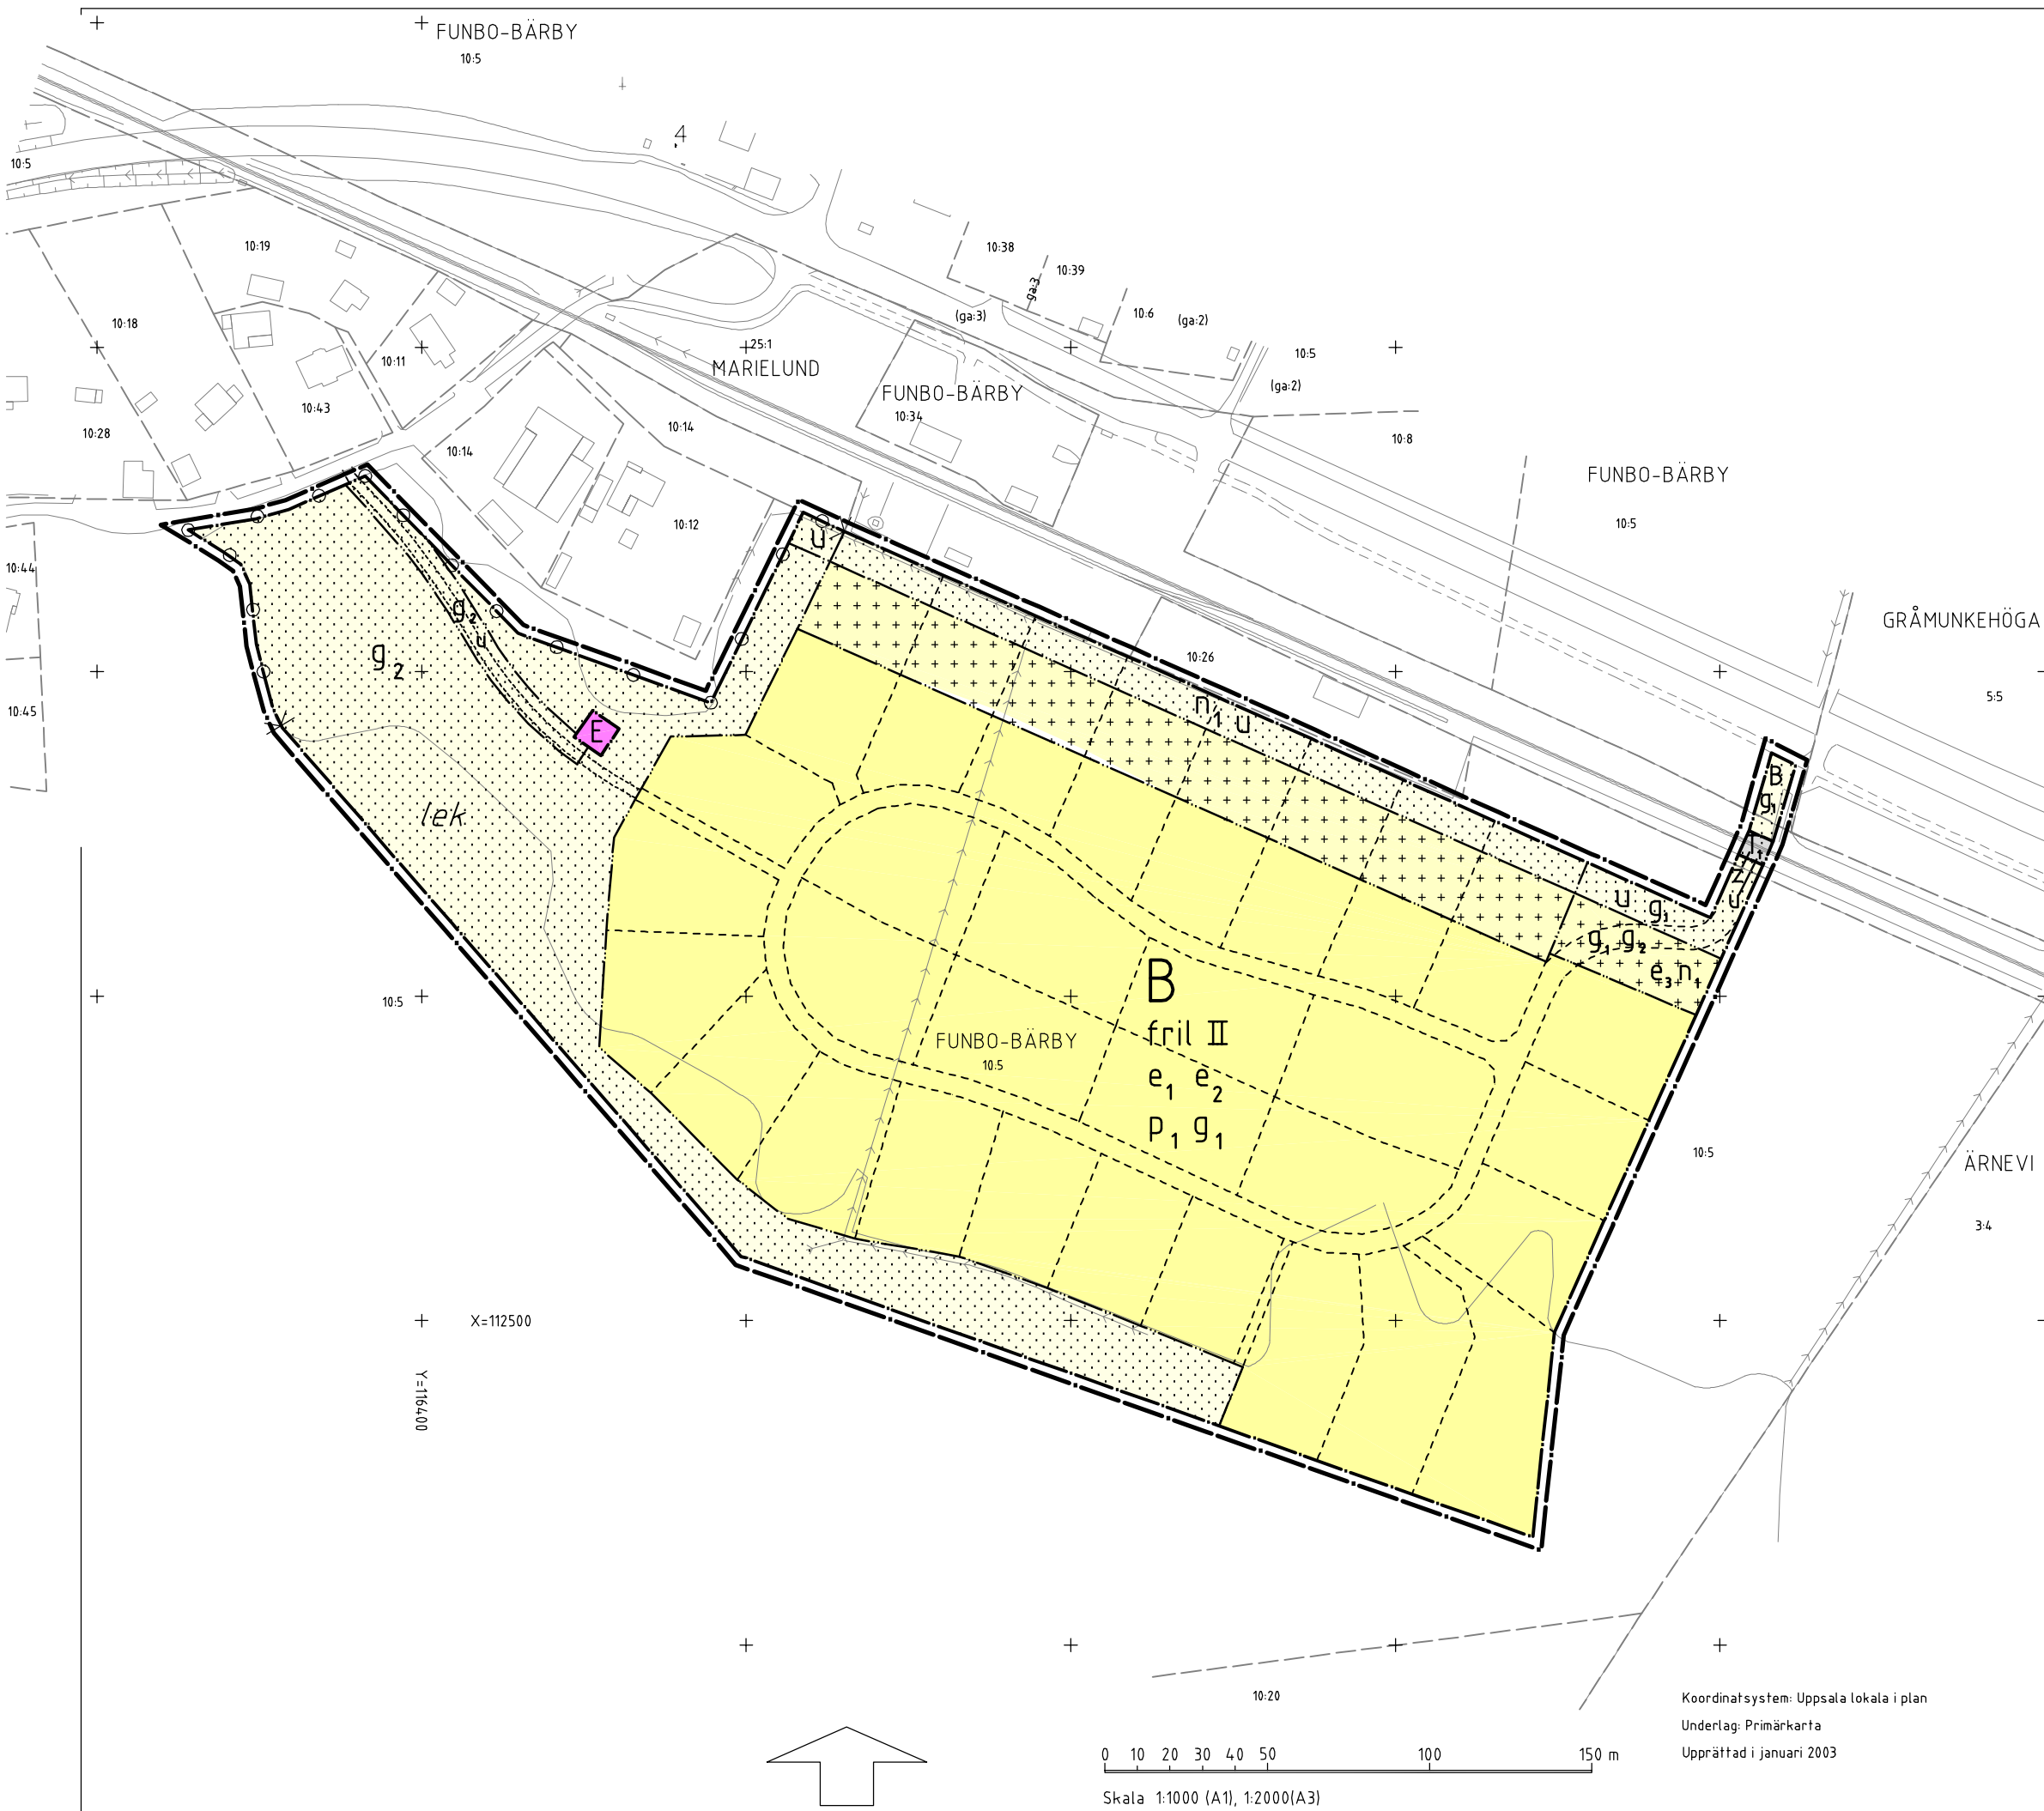 FUNBO-BÄRBY
10:5
4
10:5
10:19
10:38
10:39
ga:3
10:18
(ga:3)
10:6
(ga:2)
10:11
25:1
MARIELUND
10:5
(ga:2)
FUNBO-BÄRBY
10:34
10:43
10:14
10:28
10:14
10:8
FUNBO-BÄRBY
10:5
10:12
u
10:44
g₂
u
GRÅMUNKEHÖGA
5:5
g₂
10:26
10:45
n₁ u
E
B
g₁
T₁
z₁
u
lek
u g₁
g₁ g₂
e₃ n₁
B
10:5
fril II
FUNBO-BÄRBY
10:5
e₁ e₂
p₁ g₁
10:5
ÄRNEVI
3:4
X=112500
Y=116400
10:20
Koordinatsystem: Uppsala lokala i plan
Underlag: Primärkarta
Upprättad i januari 2003
0 10 20 30 40 50 100 150 m
Skala 1:1000 (A1), 1:2000(A3)